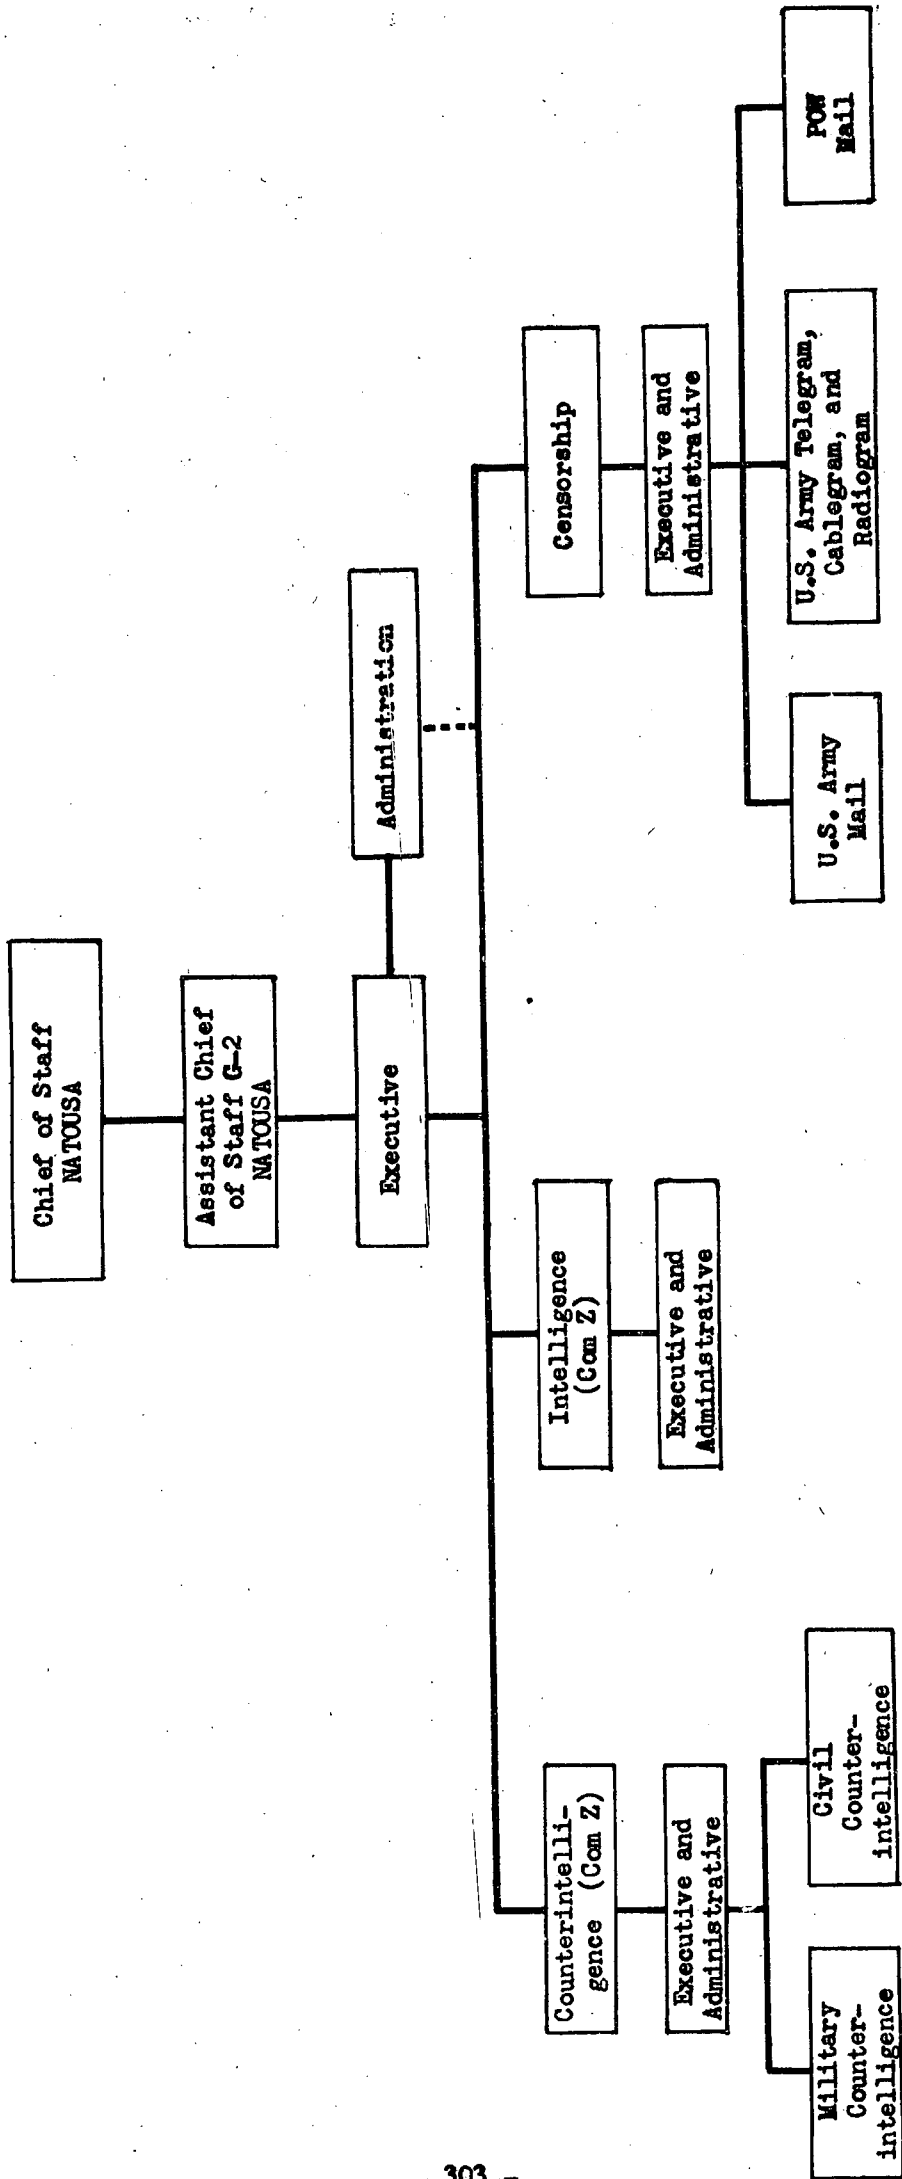 Chief of Staff
NATOUSA
Assistant Chief
of Staff G-2
NATOUSA
Executive
Administration
Counterintelli-
gence (Com Z)
Executive and
Administrative
Military
Counter-
intelligence
Civil
Counter-
intelligence
Intelligence
(Com Z)
Executive and
Administrative
Censorship
Executive and
Administrative
U.S. Army
Mail
U.S. Army Telegram,
Cablegram, and
Radiogram
POW
Mail
303 -